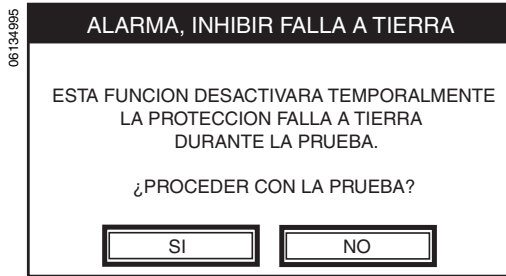 06134995
ALARMA, INHIBIR FALLA A TIERRA
ESTA FUNCION DESACTIVARA TEMPORALMENTE
LA PROTECCION FALLA A TIERRA
DURANTE LA PRUEBA.
¿PROCEDER CON LA PRUEBA?
SI
NO